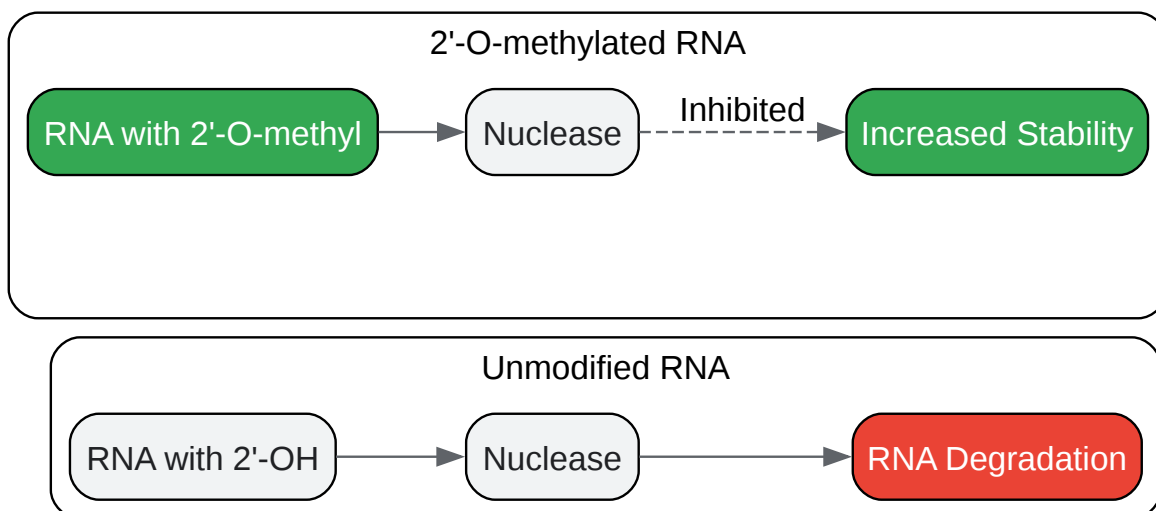 2'-O-methylated RNA
RNA with 2'-O-methyl
Nuclease
Inhibited
Increased Stability
Unmodified RNA
RNA with 2'-OH
Nuclease
RNA Degradation